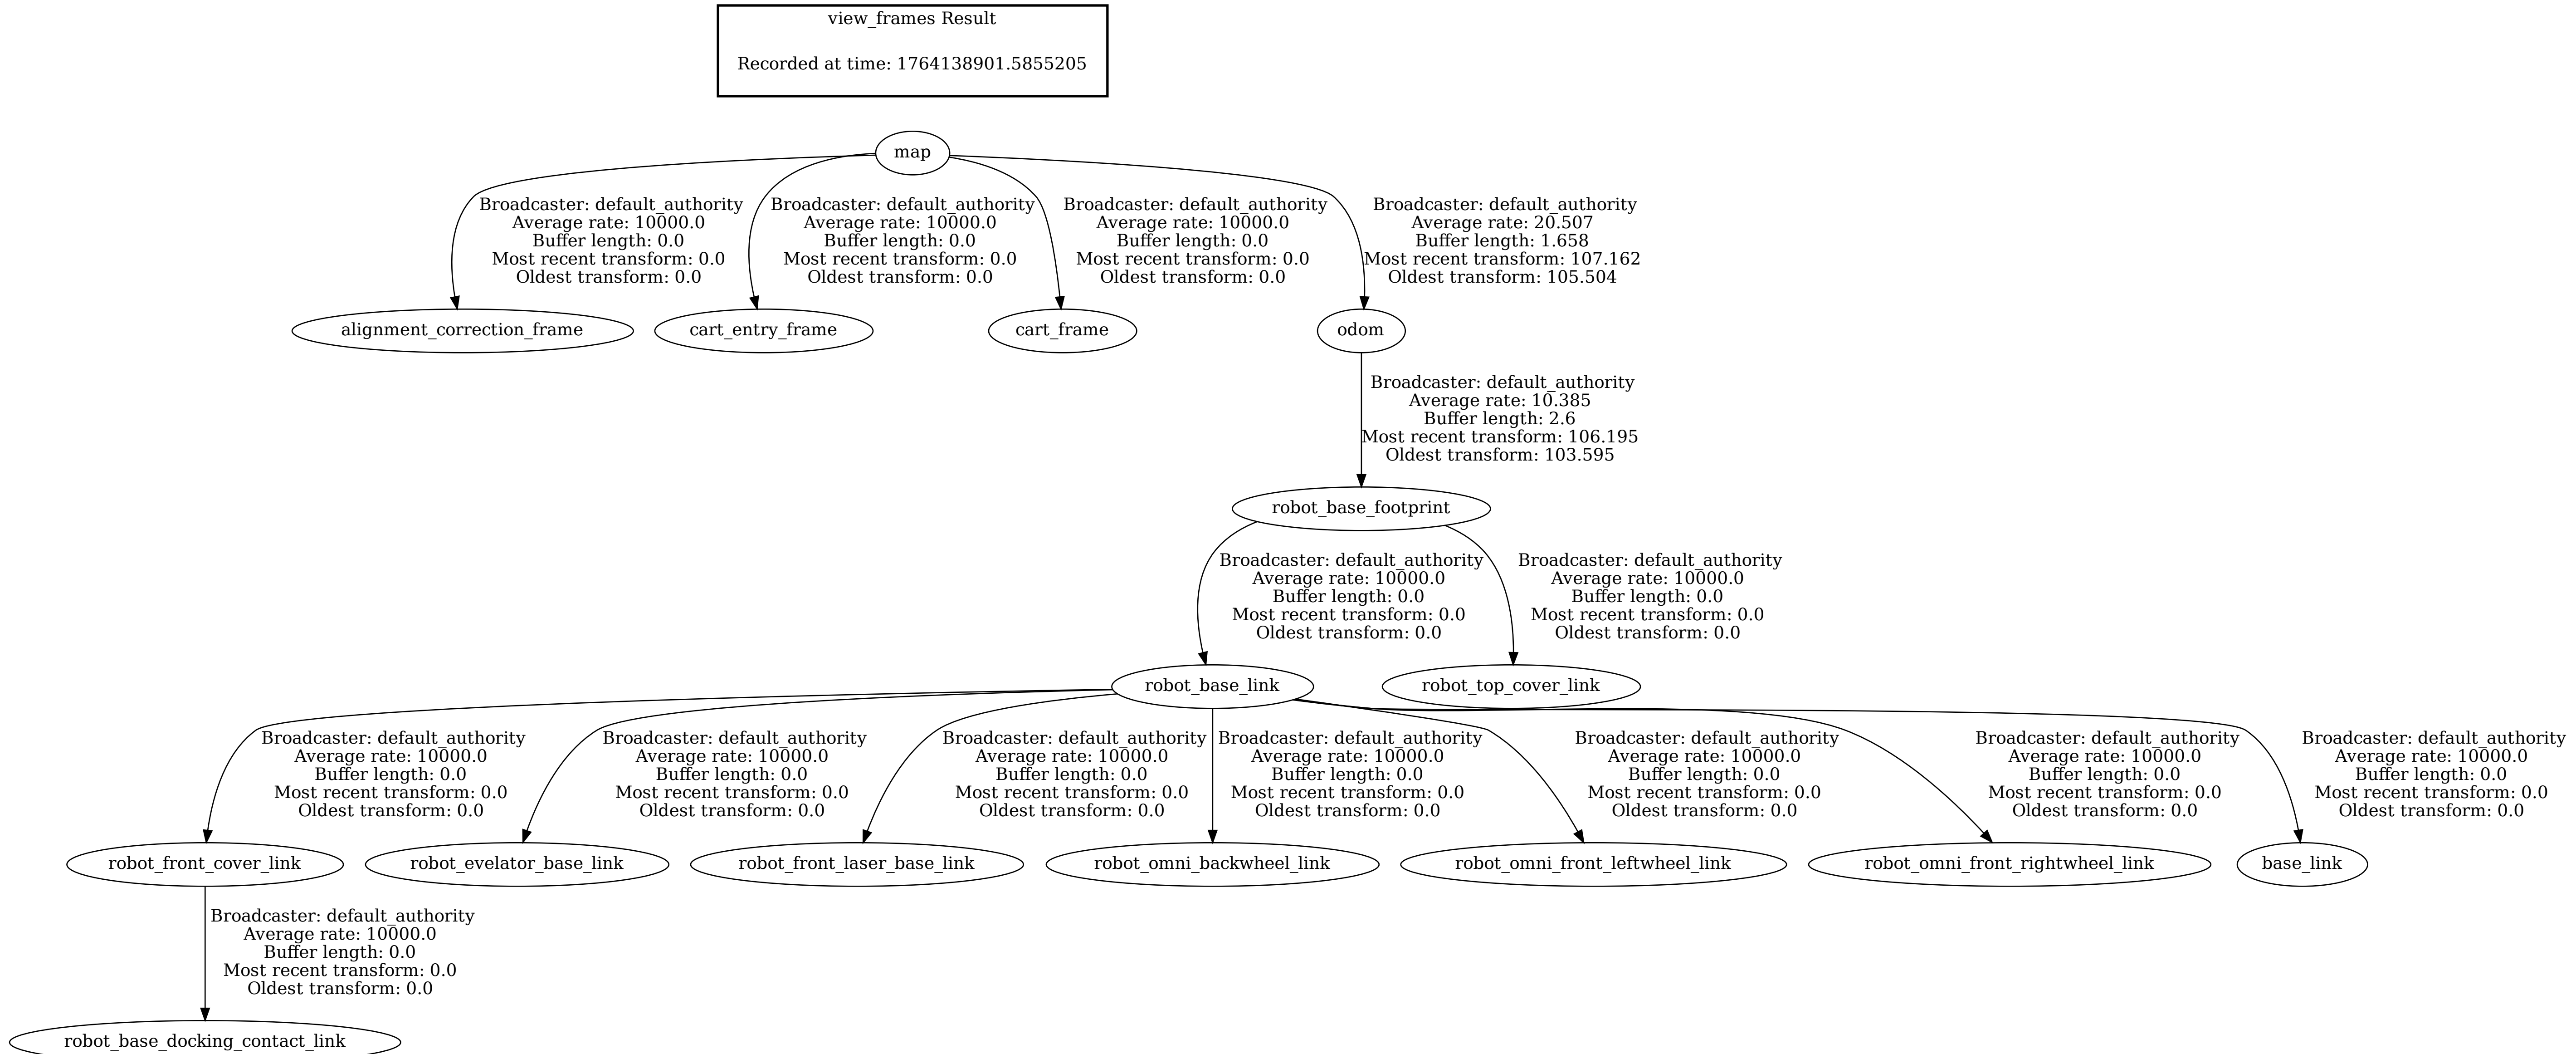 view_frames Result
Recorded at time: 1764138901.5855205
map
Broadcaster: default_authority
Average rate: 10000.0
Buffer length: 0.0
Most recent transform: 0.0
Oldest transform: 0.0
Broadcaster: default_authority
Average rate: 10000.0
Buffer length: 0.0
Most recent transform: 0.0
Oldest transform: 0.0
Broadcaster: default_authority
Average rate: 10000.0
Buffer length: 0.0
Most recent transform: 0.0
Oldest transform: 0.0
Broadcaster: default_authority
Average rate: 20.507
Buffer length: 1.658
Most recent transform: 107.162
Oldest transform: 105.504
alignment_correction_frame
cart_entry_frame
cart_frame
odom
Broadcaster: default_authority
Average rate: 10.385
Buffer length: 2.6
Most recent transform: 106.195
Oldest transform: 103.595
robot_base_footprint
Broadcaster: default_authority
Average rate: 10000.0
Buffer length: 0.0
Most recent transform: 0.0
Oldest transform: 0.0
Broadcaster: default_authority
Average rate: 10000.0
Buffer length: 0.0
Most recent transform: 0.0
Oldest transform: 0.0
robot_base_link
robot_top_cover_link
Broadcaster: default_authority
Average rate: 10000.0
Buffer length: 0.0
Most recent transform: 0.0
Oldest transform: 0.0
Broadcaster: default_authority
Average rate: 10000.0
Buffer length: 0.0
Most recent transform: 0.0
Oldest transform: 0.0
Broadcaster: default_authority
Average rate: 10000.0
Buffer length: 0.0
Most recent transform: 0.0
Oldest transform: 0.0
Broadcaster: default_authority
Average rate: 10000.0
Buffer length: 0.0
Most recent transform: 0.0
Oldest transform: 0.0
Broadcaster: default_authority
Average rate: 10000.0
Buffer length: 0.0
Most recent transform: 0.0
Oldest transform: 0.0
Broadcaster: default_authority
Average rate: 10000.0
Buffer length: 0.0
Most recent transform: 0.0
Oldest transform: 0.0
Broadcaster: default_authority
Average rate: 10000.0
Buffer length: 0.0
Most recent transform: 0.0
Oldest transform: 0.0
robot_front_cover_link
robot_evelator_base_link
robot_front_laser_base_link
robot_omni_backwheel_link
robot_omni_front_leftwheel_link
robot_omni_front_rightwheel_link
base_link
Broadcaster: default_authority
Average rate: 10000.0
Buffer length: 0.0
Most recent transform: 0.0
Oldest transform: 0.0
robot_base_docking_contact_link